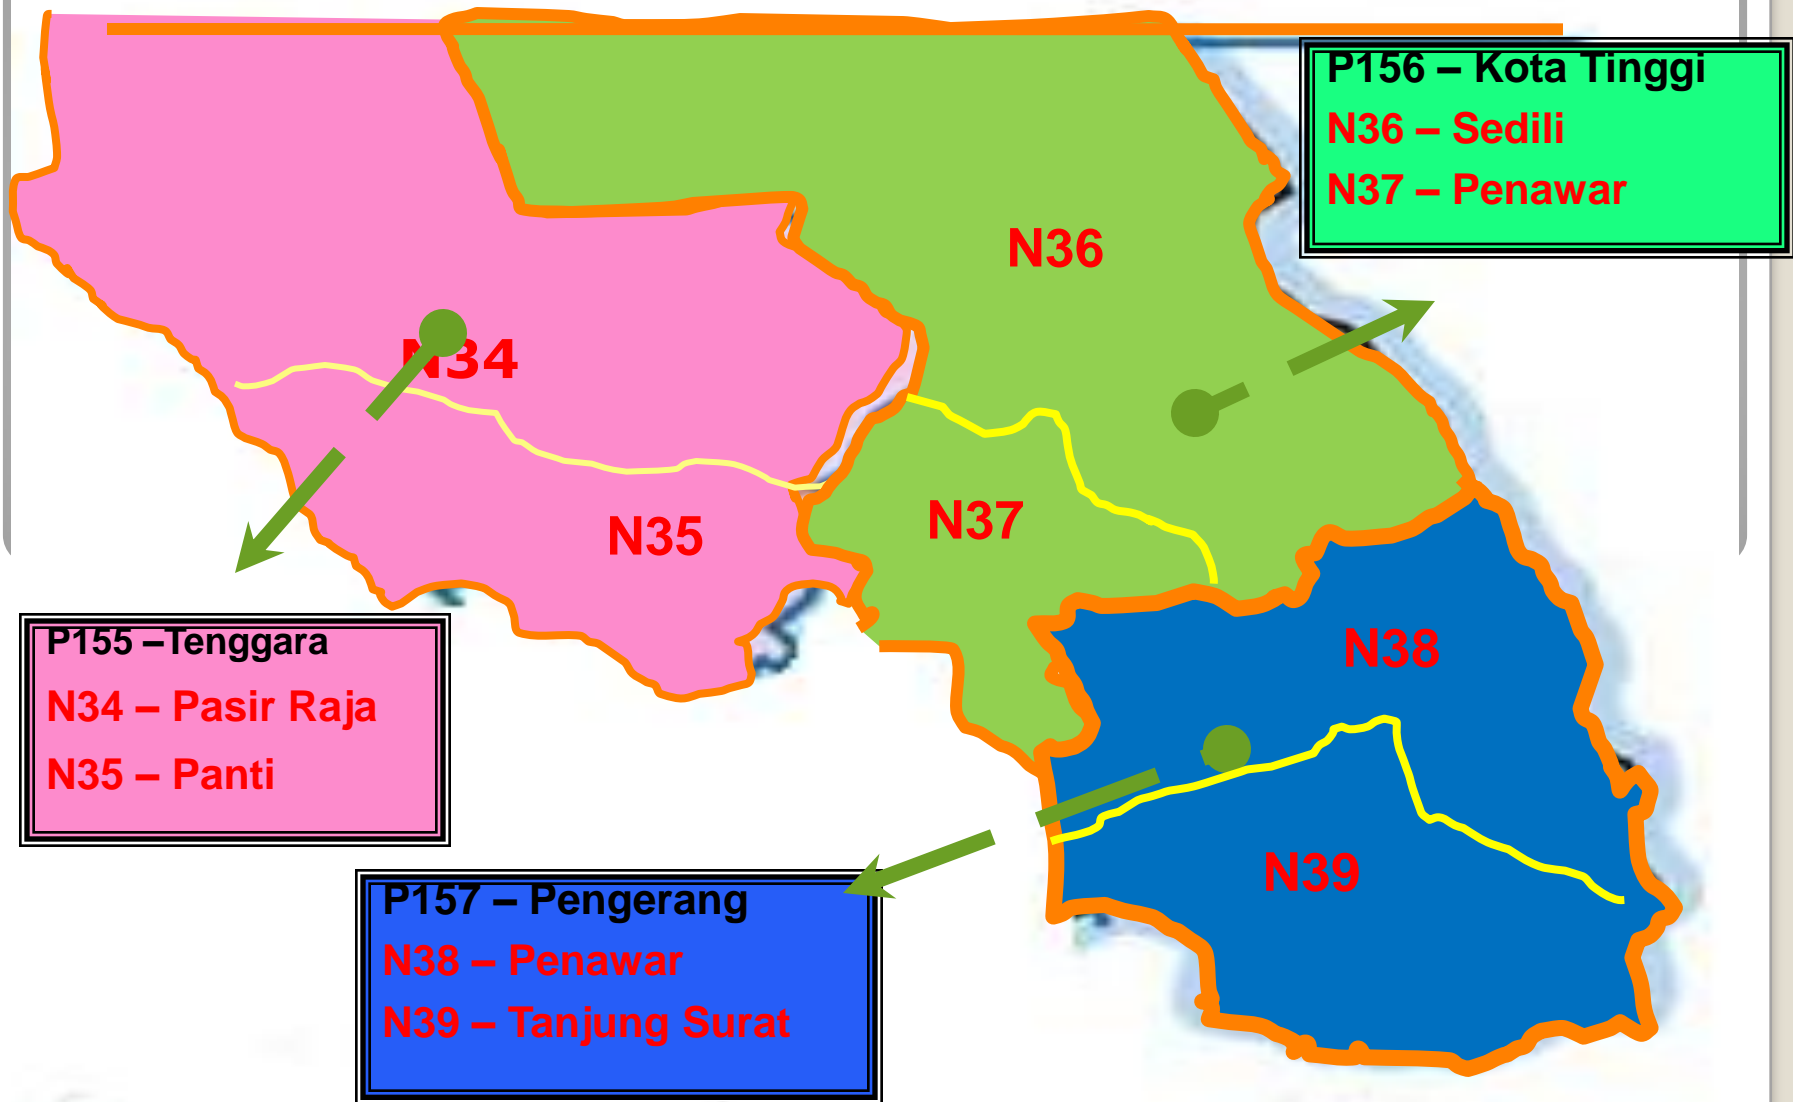 P156 – Kota Tinggi
N36 – Sedili
N37 – Penawar
N36
N34
N37
N35
P155 –Tenggara
N34 – Pasir Raja
N35 – Panti
N38
N39
P157 – Pengerang
N38 – Penawar
N39 – Tanjung Surat